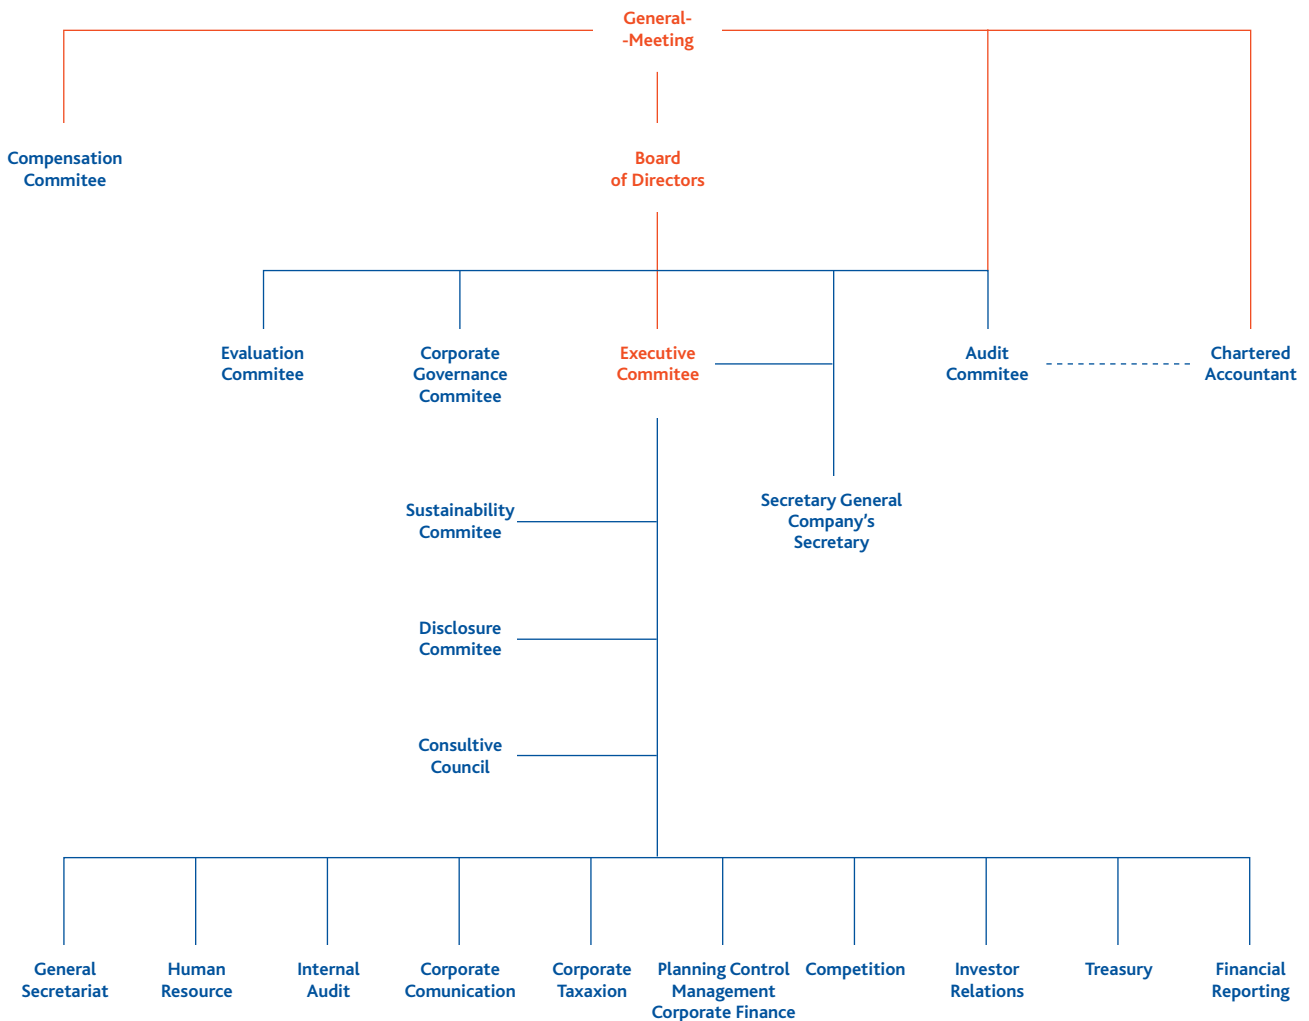 General-
-Meeting
Compensation
Commitee
Board
of Directors
Evaluation
Commitee
Corporate
Governance
Commitee
Executive
Commitee
Audit
Commitee
Chartered
Accountant
Sustainability
Commitee
Secretary General
Company's
Secretary
Disclosure
Commitee
Consultive
Council
General
Secretariat
Human
Resource
Internal
Audit
Corporate
Comunication
Corporate
Taxaxion
Planning Control
Management
Corporate Finance
Competition
Investor
Relations
Treasury
Financial
Reporting